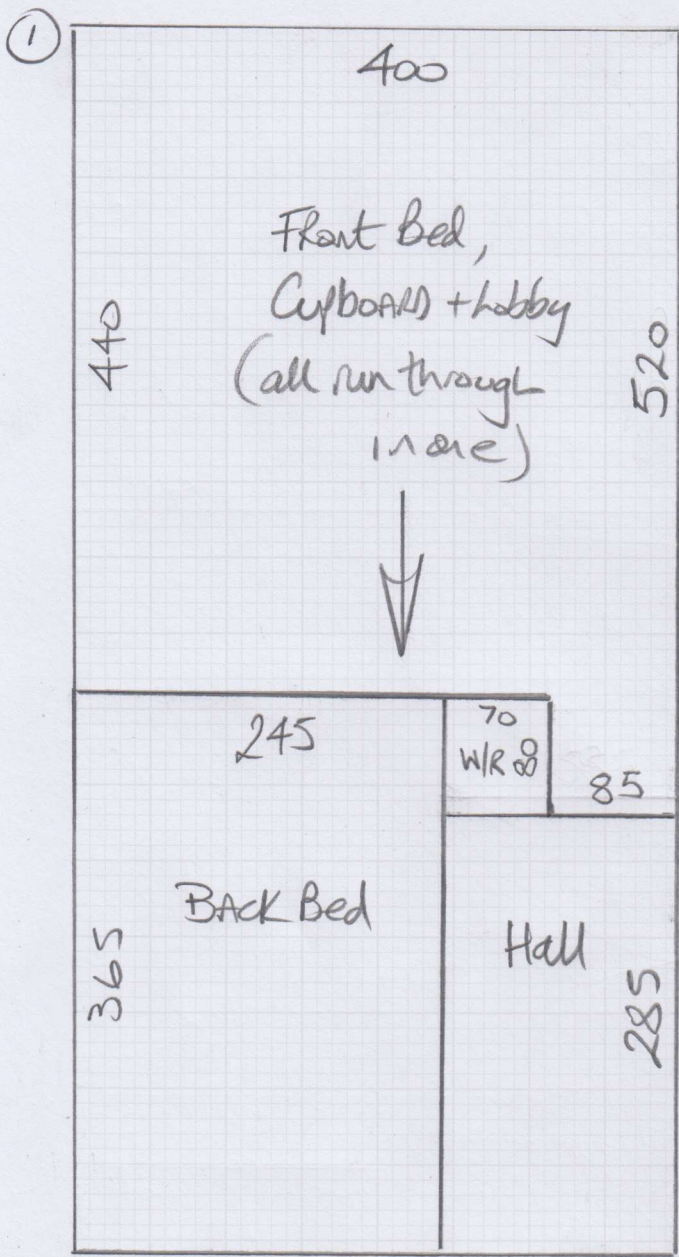 1
400
Front Bed,
Cupboard + Lobby
(all run through
in one)
440
520
245
70
W/R 80
85
Back Bed
Hall
365
285